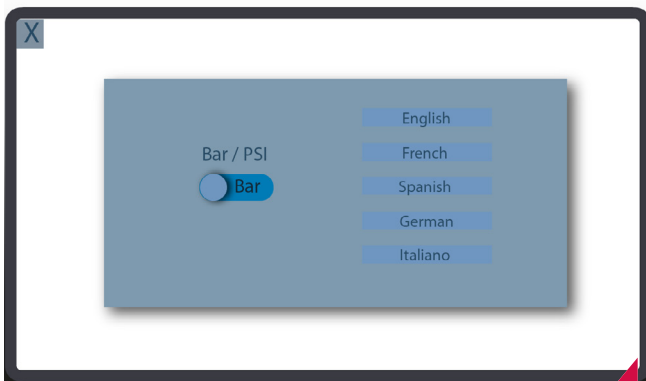 X
Bar / PSI
Bar
English
French
Spanish
German
Italiano